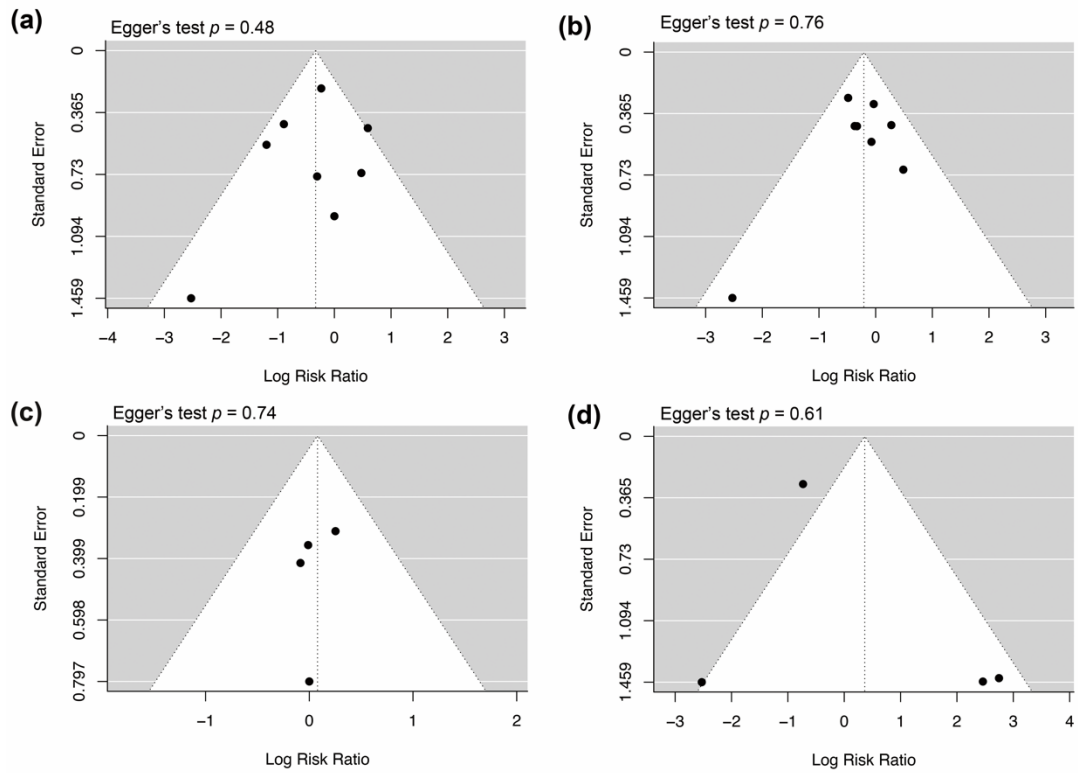 (a)
Egger's test p = 0.48
0
0.365
0.73
1.094
1.459
Standard Error
−4 −3 −2 −1 0 1 2 3
Log Risk Ratio
(b)
Egger's test p = 0.76
0
0.365
0.73
1.094
1.459
Standard Error
−3 −2 −1 0 1 2 3
Log Risk Ratio
(c)
Egger's test p = 0.74
0
0.199
0.399
0.598
0.797
Standard Error
−1 0 1 2
Log Risk Ratio
(d)
Egger's test p = 0.61
0
0.365
0.73
1.094
1.459
Standard Error
−3 −2 −1 0 1 2 3 4
Log Risk Ratio